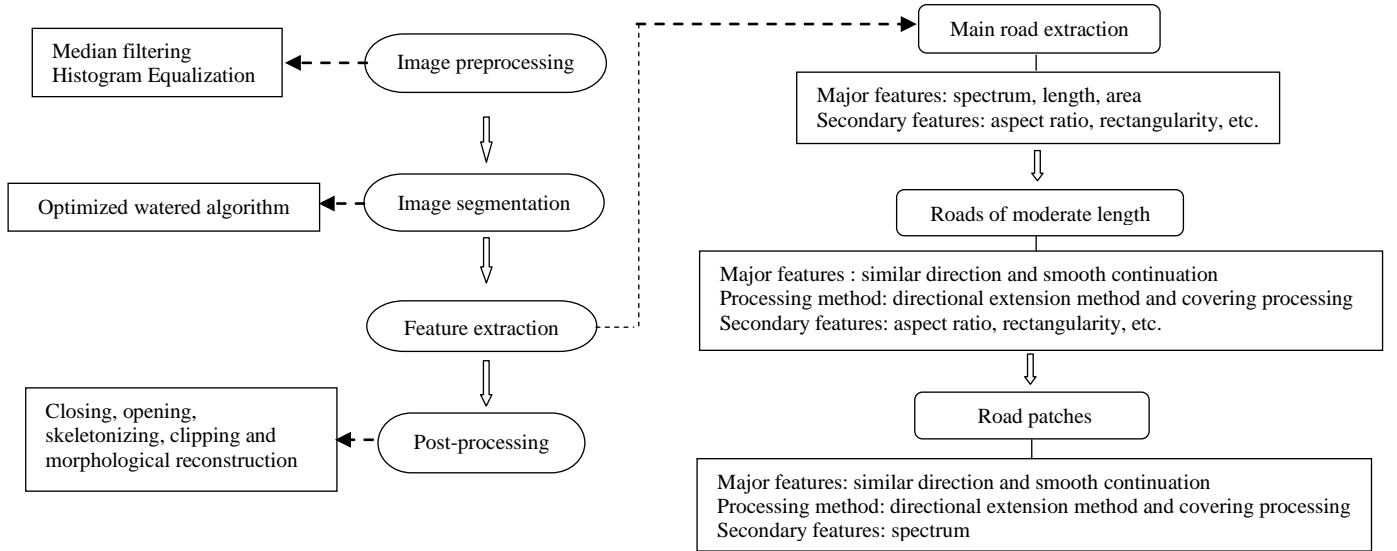 Median filtering
Histogram Equalization
Image preprocessing
Optimized watered algorithm
Image segmentation
Feature extraction
Closing, opening,
skeletonizing, clipping and
morphological reconstruction
Post-processing
Main road extraction
Major features: spectrum, length, area
Secondary features: aspect ratio, rectangularity, etc.
Roads of moderate length
Major features : similar direction and smooth continuation
Processing method: directional extension method and covering processing
Secondary features: aspect ratio, rectangularity, etc.
Road patches
Major features: similar direction and smooth continuation
Processing method: directional extension method and covering processing
Secondary features: spectrum